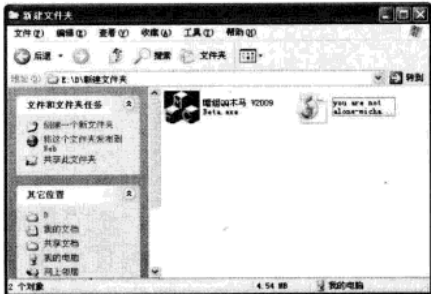 新建文件夹
文件(F) 编辑(E) 查看(V) 收藏(A) 工具(T) 帮助(H)
后退 搜索 文件夹
地址(D) E:\D\新建文件夹 转到
文件和文件夹任务
创建一个新文件夹
将这个文件夹发布到
Web
共享此文件夹
其它位置
D
我的文档
共享文档
我的电脑
网上邻居
木马 V2009
Beta.exe
you are not
alone-micha...
2 个对象 4.54 MB 我的电脑